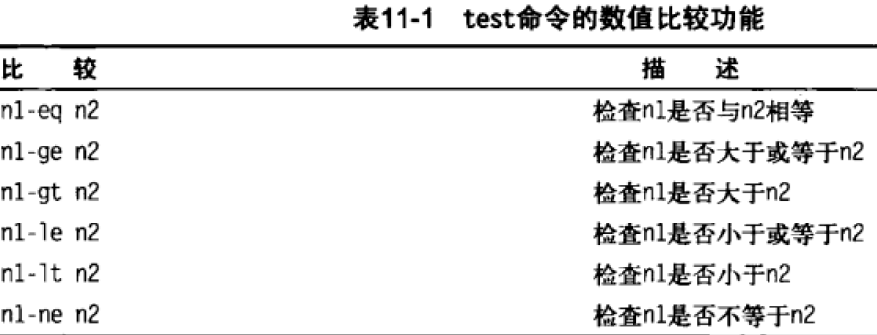 表11-1 test命令的数值比较功能
比 较 描 述
n1-eq n2 检查n1是否与n2相等
n1-ge n2 检查n1是否大于或等于n2
n1-gt n2 检查n1是否大于n2
n1-le n2 检查n1是否小于或等于n2
n1-lt n2 检查n1是否小于n2
n1-ne n2 检查n1是否不等于n2